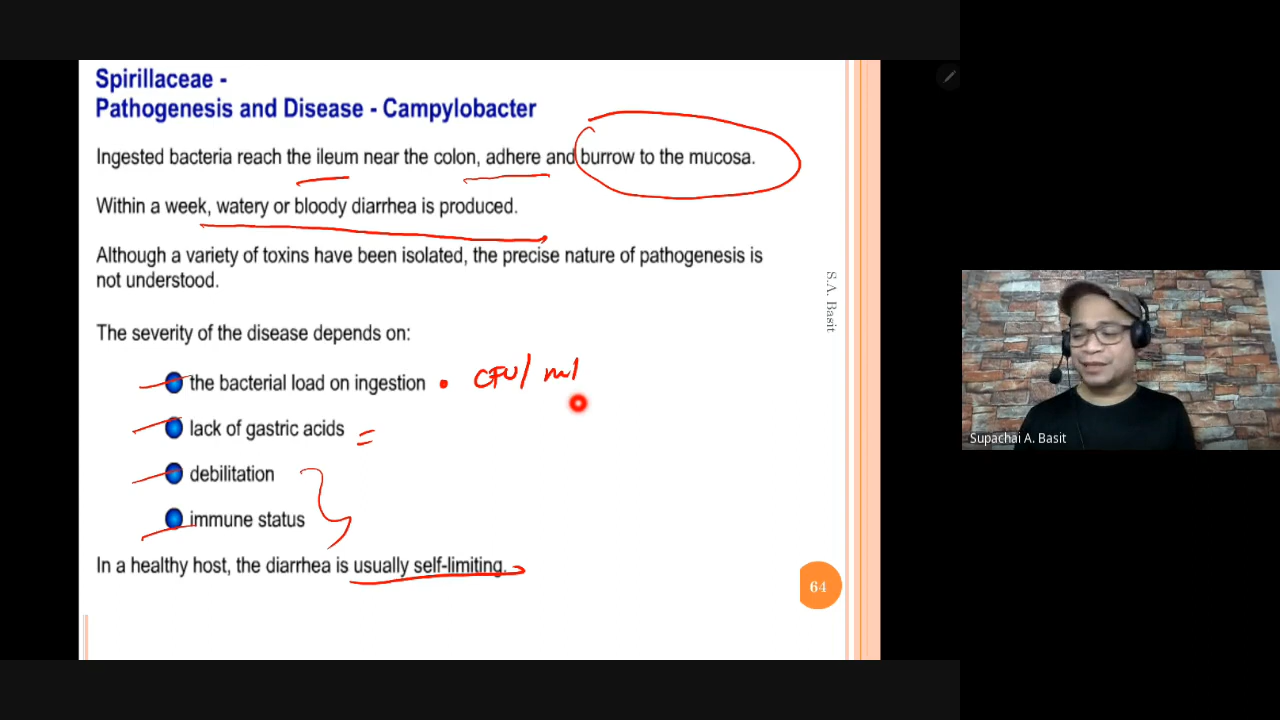 Spirillaceae -
Pathogenesis and Disease - Campylobacter
Ingested bacteria reach the ileum near the colon, adhere and burrow to the mucosa.
Within a week, watery or bloody diarrhea is produced.
Although a variety of toxins have been isolated, the precise nature of pathogenesis is
not understood.
The severity of the disease depends on:
the bacterial load on ingestion • CFU/ml
lack of gastric acids =
debilitation
immune status
In a healthy host, the diarrhea is usually self-limiting.
S.A. Basit
64
Supachai A. Basit